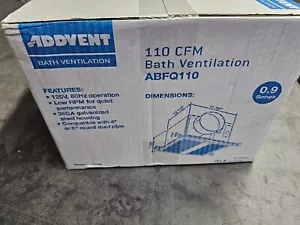 ADDVENT
BATH VENTILATION
110 CFM
Bath Ventilation
ABFQ110
FEATURES:
• 120V, 60Hz operation
• Low RPM for quiet
performance
• 26GA galvanized
steel housing
• Compatible with 4"
or 6" round duct pipe
DIMENSIONS:
0.9
Sones